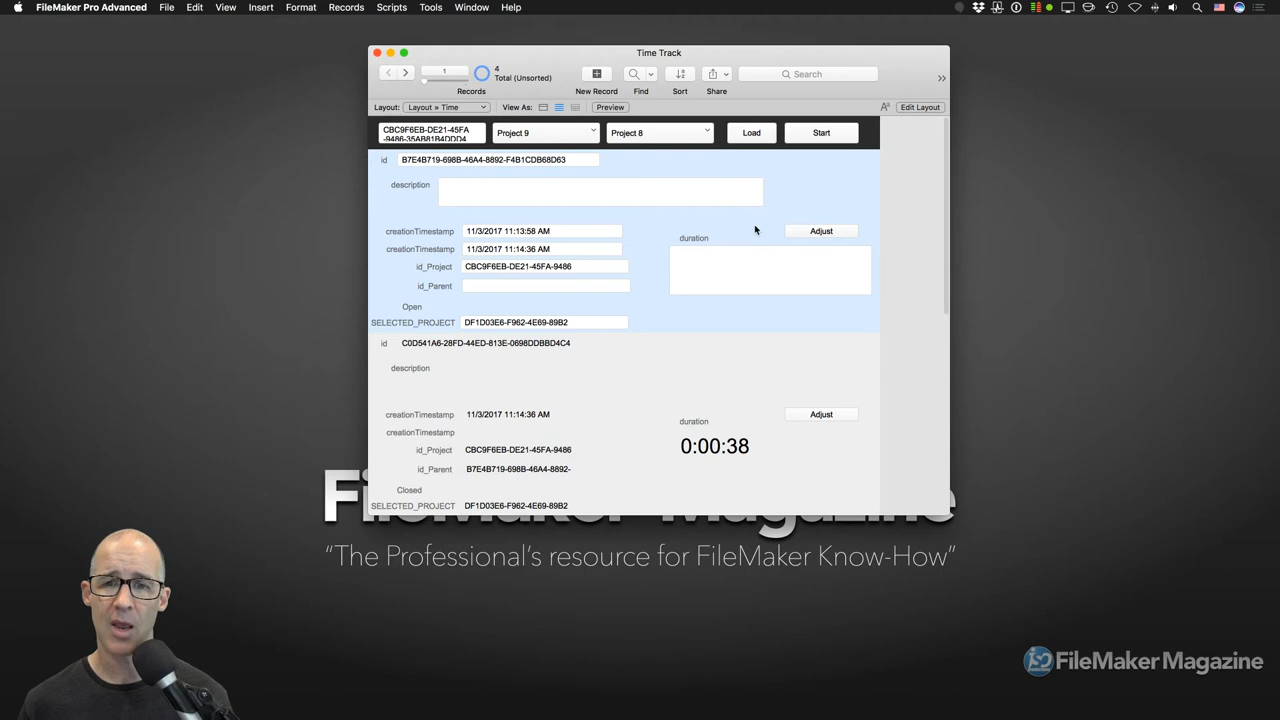 FileMaker Pro Advanced File Edit View Insert Format Records Scripts Tools Window Help
Time Track
1
4
Total (Unsorted)
Search
Records New Record Find Sort Share
Layout: Layout » Time View As: Preview Edit Layout
CBC9F6EB-DE21-45FA
-9486-35AB81B4DDD4
Project 9 Project 8 Load Start
id B7E4B719-698B-46A4-8892-F4B1CDB68D63
description
creationTimestamp 11/3/2017 11:13:58 AM
duration
Adjust
creationTimestamp 11/3/2017 11:14:36 AM
id_Project CBC9F6EB-DE21-45FA-9486
id_Parent
Open
SELECTED_PROJECT DF1D03E6-F962-4E69-89B2
id C0D541A6-28FD-44ED-813E-0698DDBBD4C4
description
creationTimestamp 11/3/2017 11:14:36 AM
duration
Adjust
creationTimestamp
0:00:38
id_Project CBC9F6EB-DE21-45FA-9486
id_Parent B7E4B719-698B-46A4-8892-
Closed
SELECTED_PROJECT DF1D03E6-F962-4E69-89B2
FileMaker Magazine
“The Professional’s resource for FileMaker Know-How”
iso FileMaker Magazine